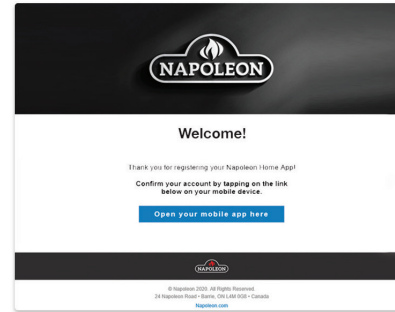 NAPOLEON
Welcome!
Thank you for registering your Napoleon Home App!
Confirm your account by tapping on the link
below on your mobile device.
Open your mobile app here
NAPOLEON
© Napoleon 2020. All Rights Reserved.
24 Napoleon Road • Barrie, ON L4M 0G8 • Canada
Napoleon.com